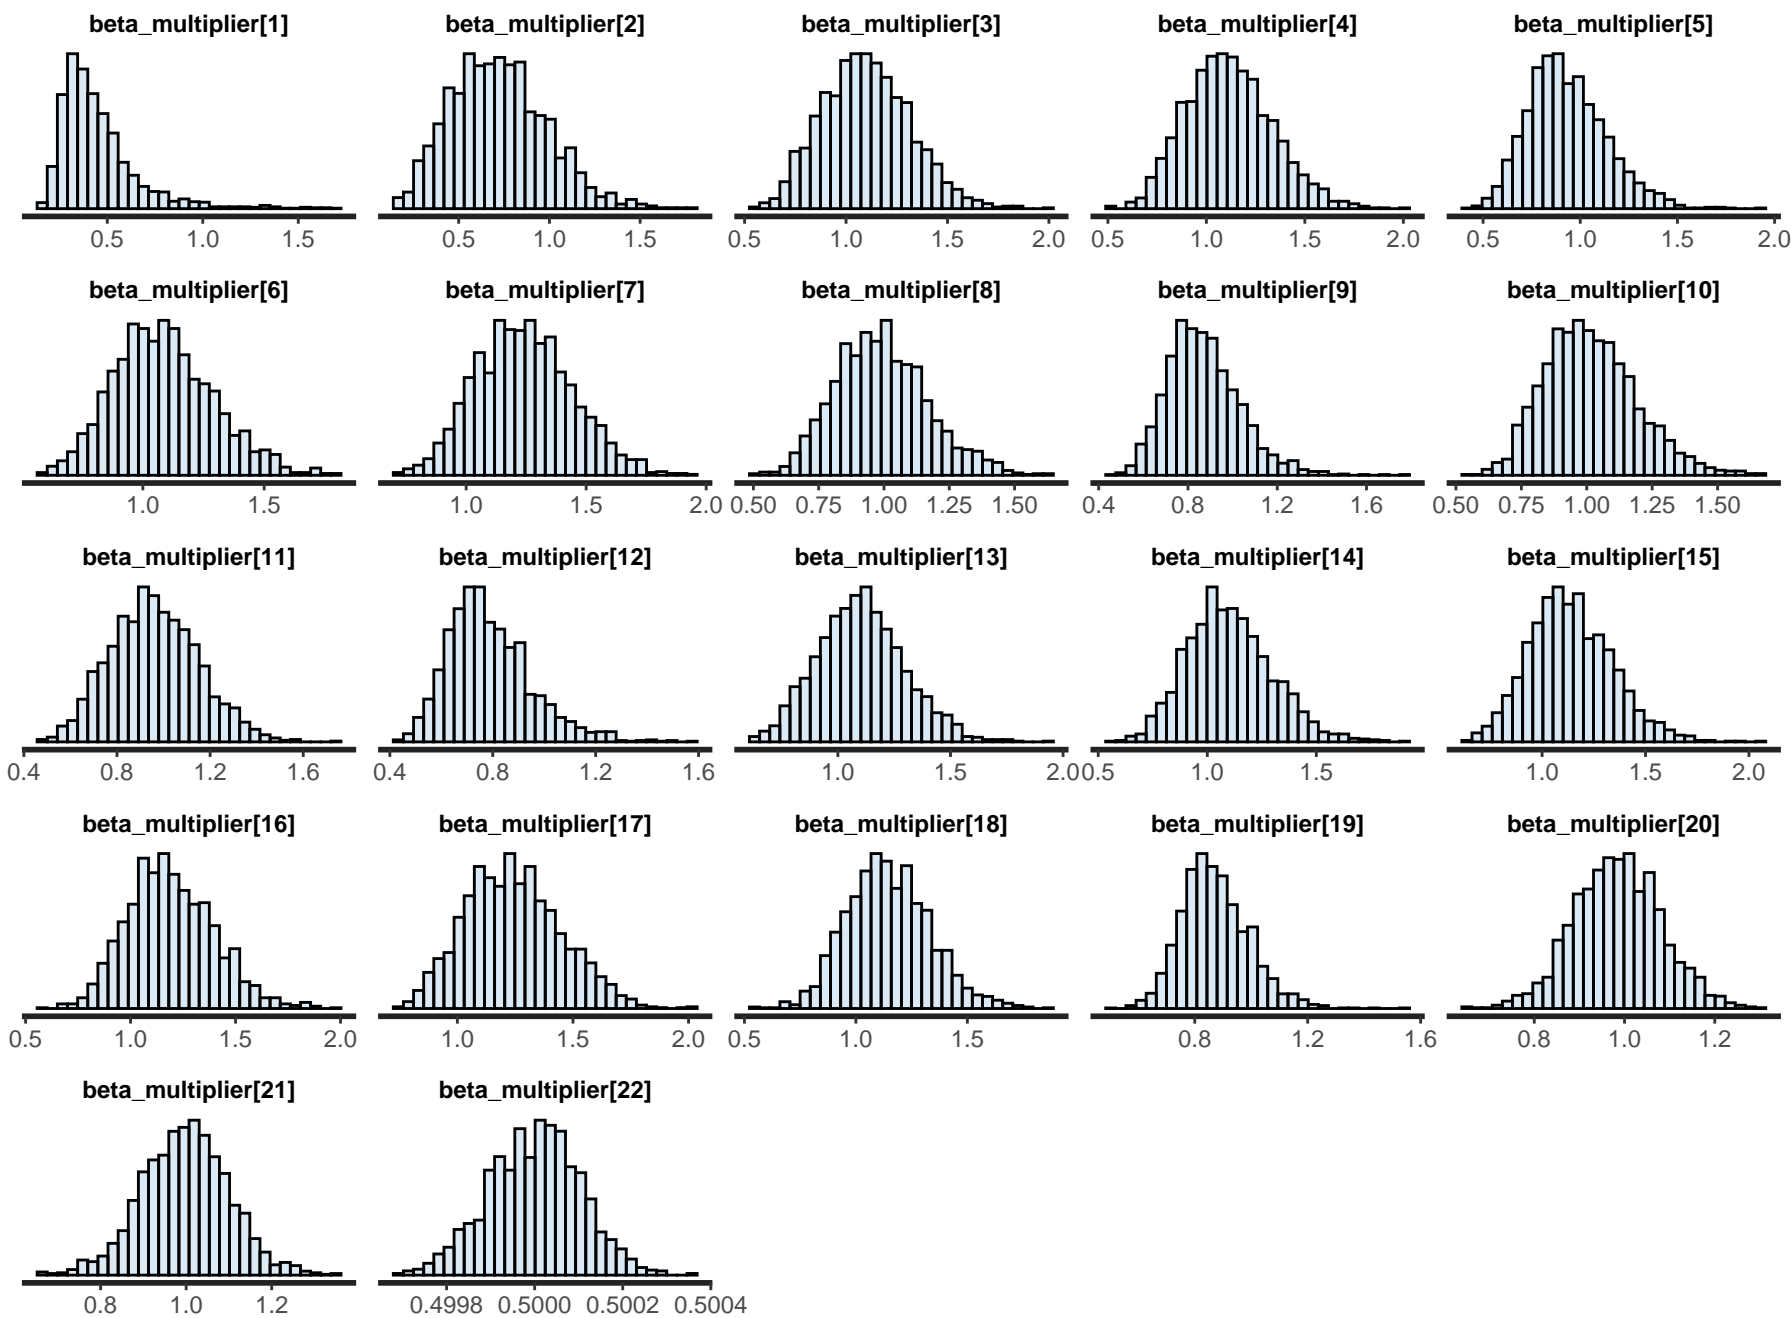 beta_multiplier[1] beta_multiplier[2] beta_multiplier[3] beta_multiplier[4] beta_multiplier[5]
0.5 1.0 1.5 0.5 1.0 1.5 0.5 1.0 1.5 2.0 0.5 1.0 1.5 2.0 0.5 1.0 1.5 2.0
beta_multiplier[6] beta_multiplier[7] beta_multiplier[8] beta_multiplier[9] beta_multiplier[10]
1.0 1.5 1.0 1.5 2.0 0.50 0.75 1.00 1.25 1.50 0.4 0.8 1.2 1.6 0.50 0.75 1.00 1.25 1.50
beta_multiplier[11] beta_multiplier[12] beta_multiplier[13] beta_multiplier[14] beta_multiplier[15]
0.4 0.8 1.2 1.6 0.4 0.8 1.2 1.6 1.0 1.5 2.0 0.5 1.0 1.5 1.0 1.5 2.0
beta_multiplier[16] beta_multiplier[17] beta_multiplier[18] beta_multiplier[19] beta_multiplier[20]
0.5 1.0 1.5 2.0 1.0 1.5 2.0 0.5 1.0 1.5 0.8 1.2 1.6 0.8 1.0 1.2
beta_multiplier[21] beta_multiplier[22]
0.8 1.0 1.2 0.4998 0.5000 0.5002 0.5004